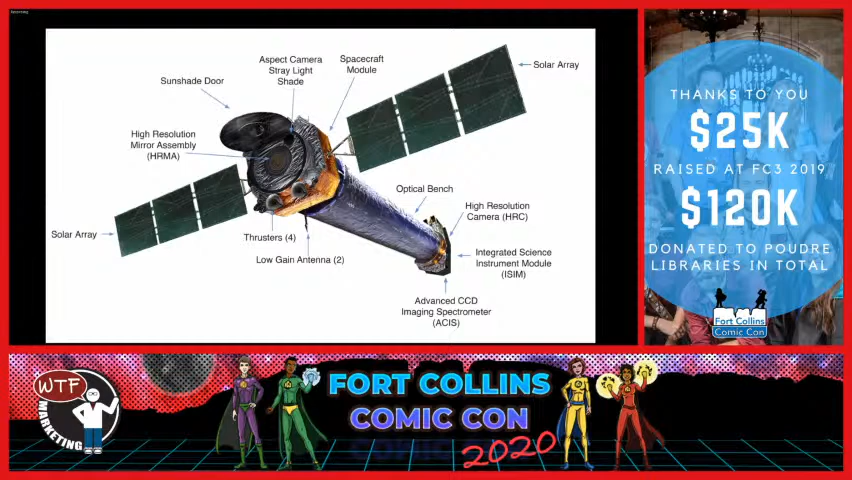 Sunshade Door
Aspect Camera
Stray Light
Shade
Spacecraft
Module
Solar Array
High Resolution
Mirror Assembly
(HRMA)
Optical Bench
High Resolution
Camera (HRC)
Solar Array
Thrusters (4)
Low Gain Antenna (2)
Integrated Science
Instrument Module
(ISIM)
Advanced CCD
Imaging Spectrometer
(ACIS)
THANKS TO YOU
$25K
RAISED AT FC3 2019
$120K
DONATED TO POUDRE
LIBRARIES IN TOTAL
Fort Collins
Comic Con
WTF
MARKETING
FORT COLLINS
COMIC CON
2020